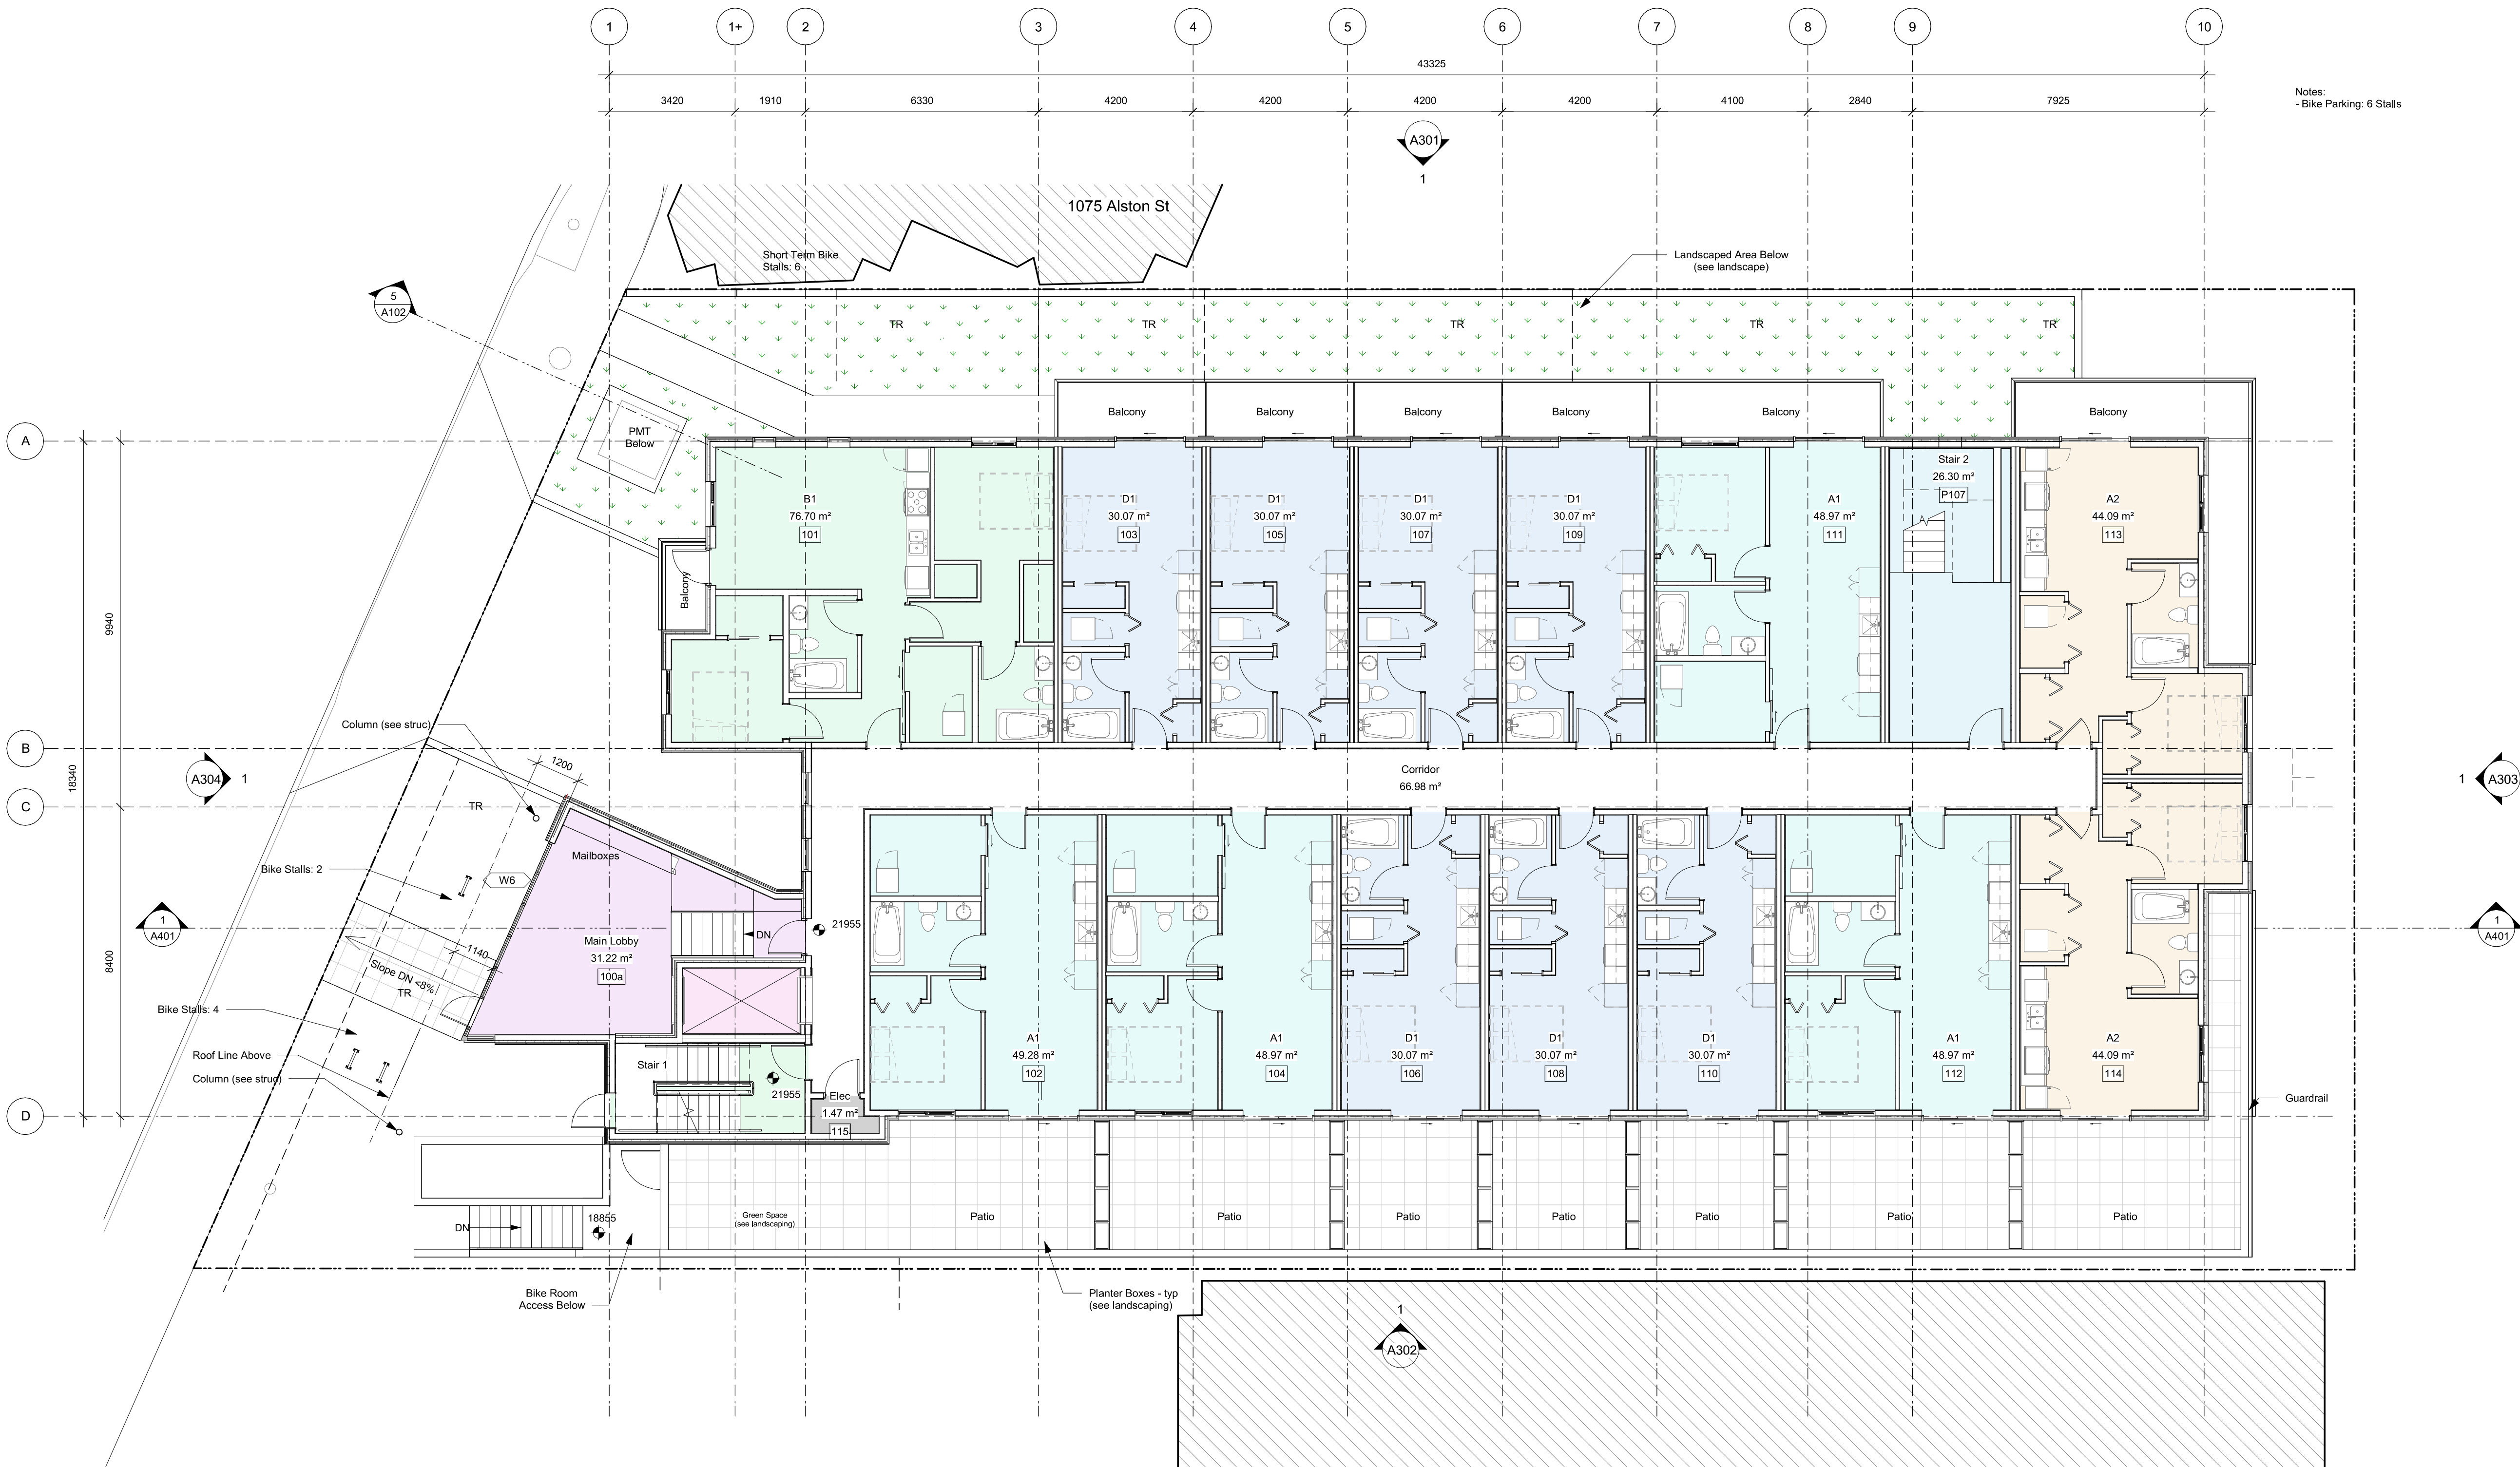 1
1+
2
3
4
5
6
7
8
9
10
43325
3420
1910
6330
4200
4200
4200
4200
4100
2840
7925
Notes:
- Bike Parking: 6 Stalls
A301
1
1075 Alston St
Short Term Bike
Stalls: 6
Landscaped Area Below
(see landscape)
5
A102
TR
TR
TR
TR
TR
PMT
Below
Balcony
Balcony
Balcony
Balcony
Balcony
Balcony
Balcony
A
B
C
D
9940
18340
8400
B1
76.70 m²
101
D1
30.07 m²
103
D1
30.07 m²
105
D1
30.07 m²
107
D1
30.07 m²
109
A1
48.97 m²
111
Stair 2
26.30 m²
P107
A2
44.09 m²
113
Column (see struc)
A304
1
1200
TR
Corridor
66.98 m²
1
A303
Mailboxes
Bike Stalls: 2
W6
1
A401
Main Lobby
31.22 m²
100a
DN
21955
1140
Slope DN <8%
TR
1
A401
Bike Stalls: 4
Roof Line Above
Column (see struc)
Stair 1
21955
Elec
1.47 m²
115
A1
49.28 m²
102
A1
48.97 m²
104
D1
30.07 m²
106
D1
30.07 m²
108
D1
30.07 m²
110
A1
48.97 m²
112
A2
44.09 m²
114
Guardrail
DN
18855
Green Space
(see landscaping)
Patio
Patio
Patio
Patio
Patio
Patio
Patio
Bike Room
Access Below
Planter Boxes - typ
(see landscaping)
1
A302